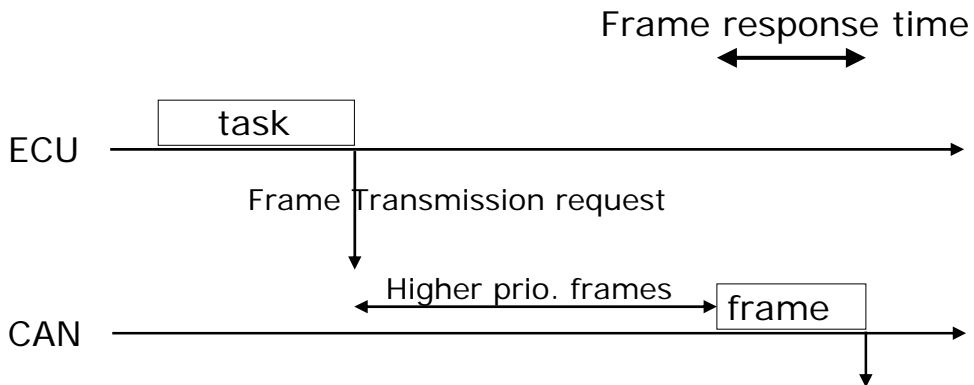 Frame response time
task
ECU
Frame Transmission request
Higher prio. frames
frame
CAN